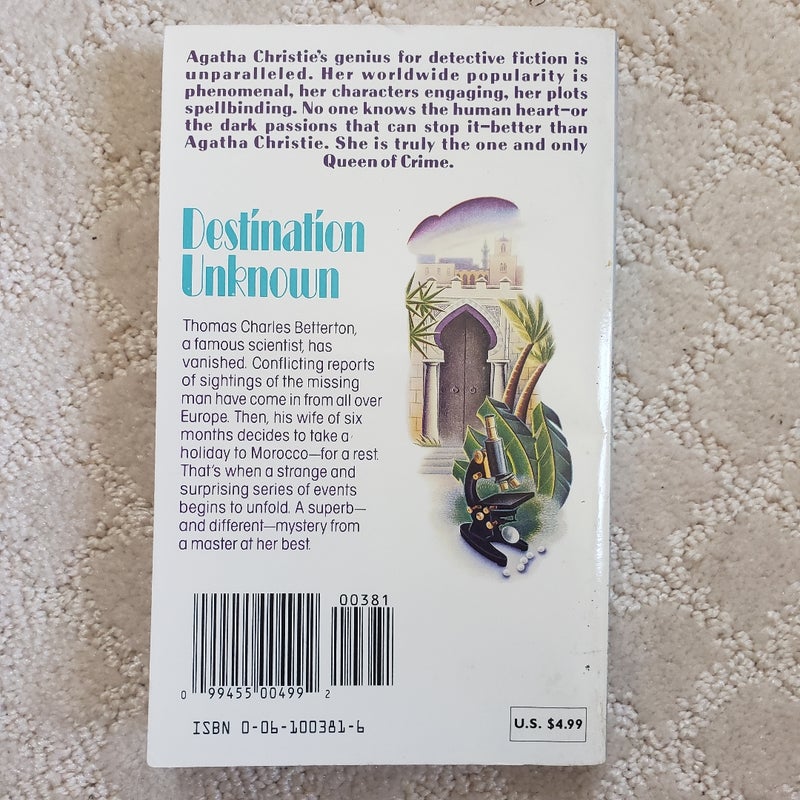 Agatha Christie's genius for detective fiction is
unparalleled. Her worldwide popularity is
phenomenal, her characters engaging, her plots
spellbinding. No one knows the human heart—or
the dark passions that can stop it—better than
Agatha Christie. She is truly the one and only
Queen of Crime.
Destination
Unknown
Thomas Charles Betterton,
a famous scientist, has
vanished. Conflicting reports
of sightings of the missing
man have come in from all over
Europe. Then, his wife of six
months decides to take a
holiday to Morocco—for a rest.
That's when a strange and
surprising series of events
begins to unfold. A superb—
and different—mystery from
a master at her best.
00381
0 99455 00499 2
ISBN 0-06-100381-6
U.S. $4.99